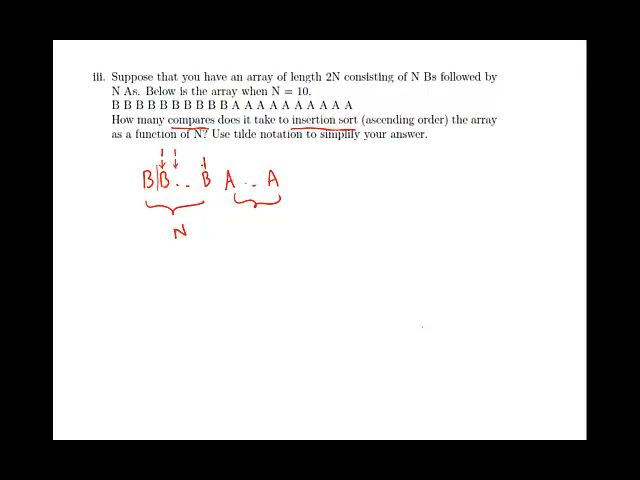 iii. Suppose that you have an array of length 2N consisting of N Bs followed by
N As. Below is the array when N = 10.
B B B B B B B B B B A A A A A A A A A A
How many compares does it take to insertion sort (ascending order) the array
as a function of N? Use tilde notation to simplify your answer.
B B .. B A .. A
N